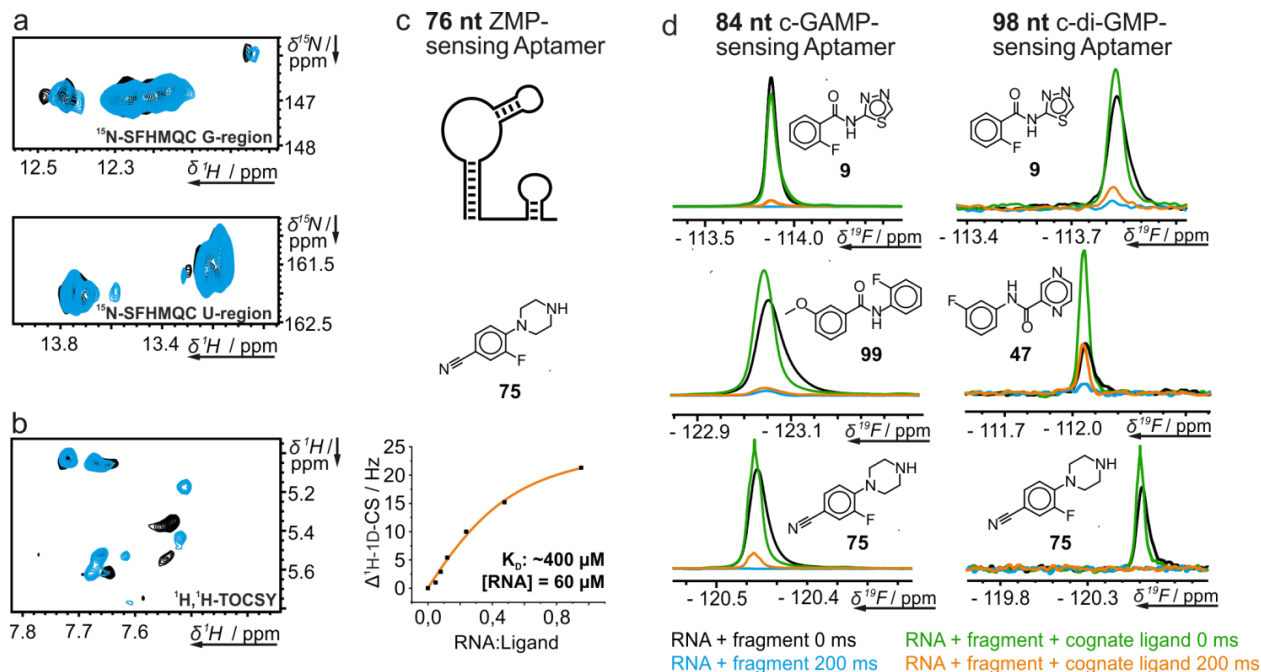 a
δ¹⁵N /
ppm
147
148
¹⁵N-SFHMQC G-region
12.5
12.3
δ ¹H / ppm
δ¹⁵N /
ppm
161.5
162.5
¹⁵N-SFHMQC U-region
13.8
13.4
δ ¹H / ppm
b
δ ¹H /
ppm
5.2
5.4
5.6
¹H,¹H-TOCSY
7.8
7.7
7.6
δ ¹H / ppm
c
76 nt ZMP-
sensing Aptamer
NH
N
F
N
75
Δ¹H-1D-CS / Hz
25
20
15
10
5
0
K_D: ~400 µM
[RNA] = 60 µM
0,0
0,4
0,8
RNA:Ligand
d
84 nt c-GAMP-
sensing Aptamer
O
N-N
N
H
S
F
9
- 113.5
- 114.0
δ¹⁹F / ppm
O
F
O
N
H
99
- 122.9
- 123.1
δ¹⁹F / ppm
NH
N
F
N
75
- 120.5
- 120.4
δ¹⁹F / ppm
98 nt c-di-GMP-
sensing Aptamer
O
N-N
N
H
S
F
9
- 113.4
- 113.7
δ¹⁹F / ppm
F
H
N
N
O
N
47
- 111.7
- 112.0
δ¹⁹F / ppm
NH
N
F
N
75
- 119.8
- 120.3
δ¹⁹F / ppm
RNA + fragment 0 ms
RNA + fragment 200 ms
RNA + fragment + cognate ligand 0 ms
RNA + fragment + cognate ligand 200 ms